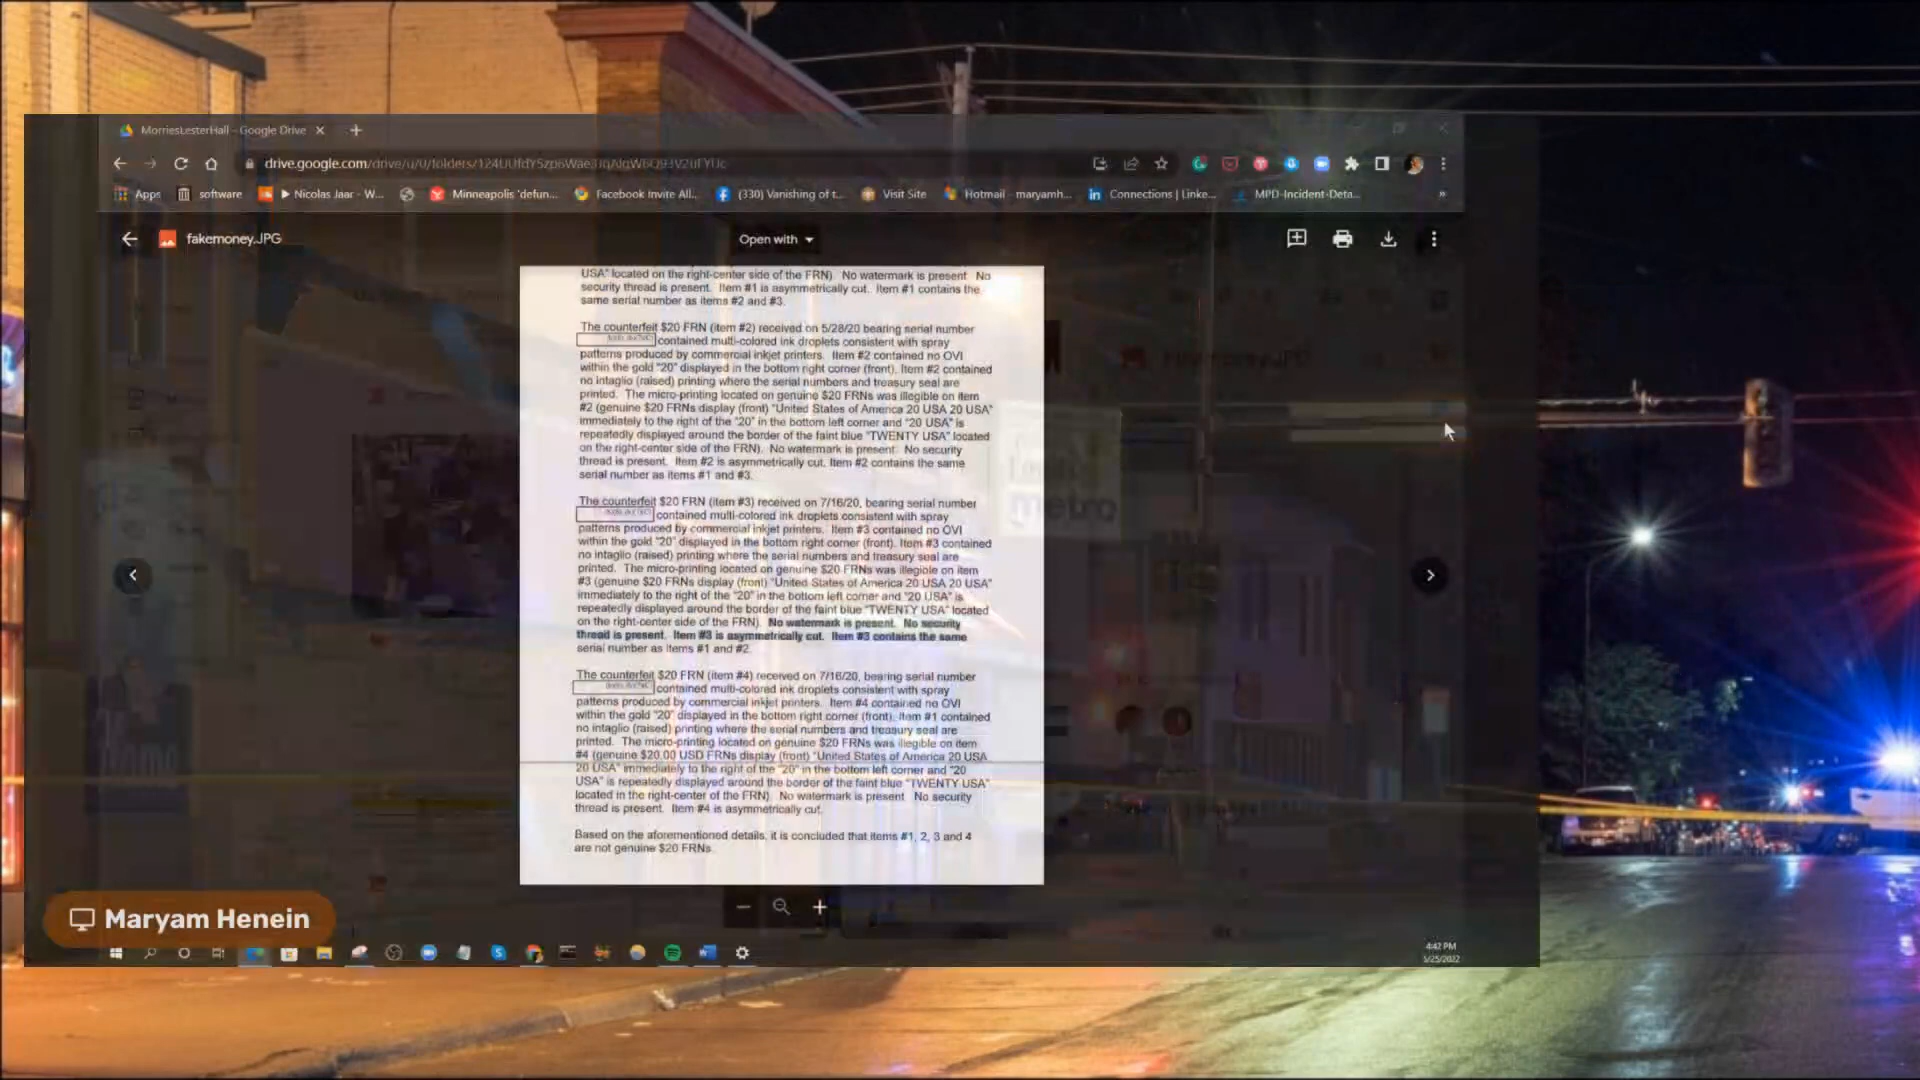 MorriesLesterHall - Google Drive
drive.google.com/drive/u/0/folders/
Apps software Nicolas Jaar - W... Minneapolis 'defun... Facebook Invite All... (330) Vanishing of t... Visit Site Hotmail - maryamh... Connections | Linke... MPD-Incident-Deta... »
fakemoney.JPG Open with
USA" located on the right-center side of the FRN). No watermark is present No
security thread is present. Item #1 is asymmetrically cut. Item #1 contains the
same serial number as items #2 and #3.
The counterfeit $20 FRN (item #2) received on 5/28/20 bearing serial number
contained multi-colored ink droplets consistent with spray
patterns produced by commercial inkjet printers. Item #2 contained no OVI
within the gold "20" displayed in the bottom right corner (front). Item #2 contained
no intaglio (raised) printing where the serial numbers and treasury seal are
printed. The micro-printing located on genuine $20 FRNs was illegible on item
#2 (genuine $20 FRNs display (front) "United States of America 20 USA 20 USA"
immediately to the right of the "20" in the bottom left corner and "20 USA" is
repeatedly displayed around the border of the faint blue "TWENTY USA" located
on the right-center side of the FRN). No watermark is present. No security
thread is present. Item #2 is asymmetrically cut. Item #2 contains the same
serial number as items #1 and #3.
The counterfeit $20 FRN (item #3) received on 7/16/20, bearing serial number
contained multi-colored ink droplets consistent with spray
patterns produced by commercial inkjet printers. Item #3 contained no OVI
within the gold "20" displayed in the bottom right corner (front). Item #3 contained
no intaglio (raised) printing where the serial numbers and treasury seal are
printed. The micro-printing located on genuine $20 FRNs was illegible on item
#3 (genuine $20 FRNs display (front) "United States of America 20 USA 20 USA"
immediately to the right of the "20" in the bottom left corner and "20 USA" is
repeatedly displayed around the border of the faint blue "TWENTY USA" located
on the right-center side of the FRN). No watermark is present. No security
thread is present. Item #3 is asymmetrically cut. Item #3 contains the same
serial number as items #1 and #2.
The counterfeit $20 FRN (item #4) received on 7/16/20, bearing serial number
contained multi-colored ink droplets consistent with spray
patterns produced by commercial inkjet printers. Item #4 contained no OVI
within the gold "20" displayed in the bottom right corner (front). Item #1 contained
no intaglio (raised) printing where the serial numbers and treasury seal are
printed. The micro-printing located on genuine $20 FRNs was illegible on item
#4 (genuine $20.00 USD FRNs display (front) "United States of America 20 USA
20 USA" immediately to the right of the "20" in the bottom left corner and "20
USA" is repeatedly displayed around the border of the faint blue "TWENTY USA"
located in the right-center of the FRN). No watermark is present No security
thread is present. Item #4 is asymmetrically cut.
Based on the aforementioned details, it is concluded that items #1, 2, 3 and 4
are not genuine $20 FRNs.
metro
Maryam Henein
4:42 PM
5/25/2022